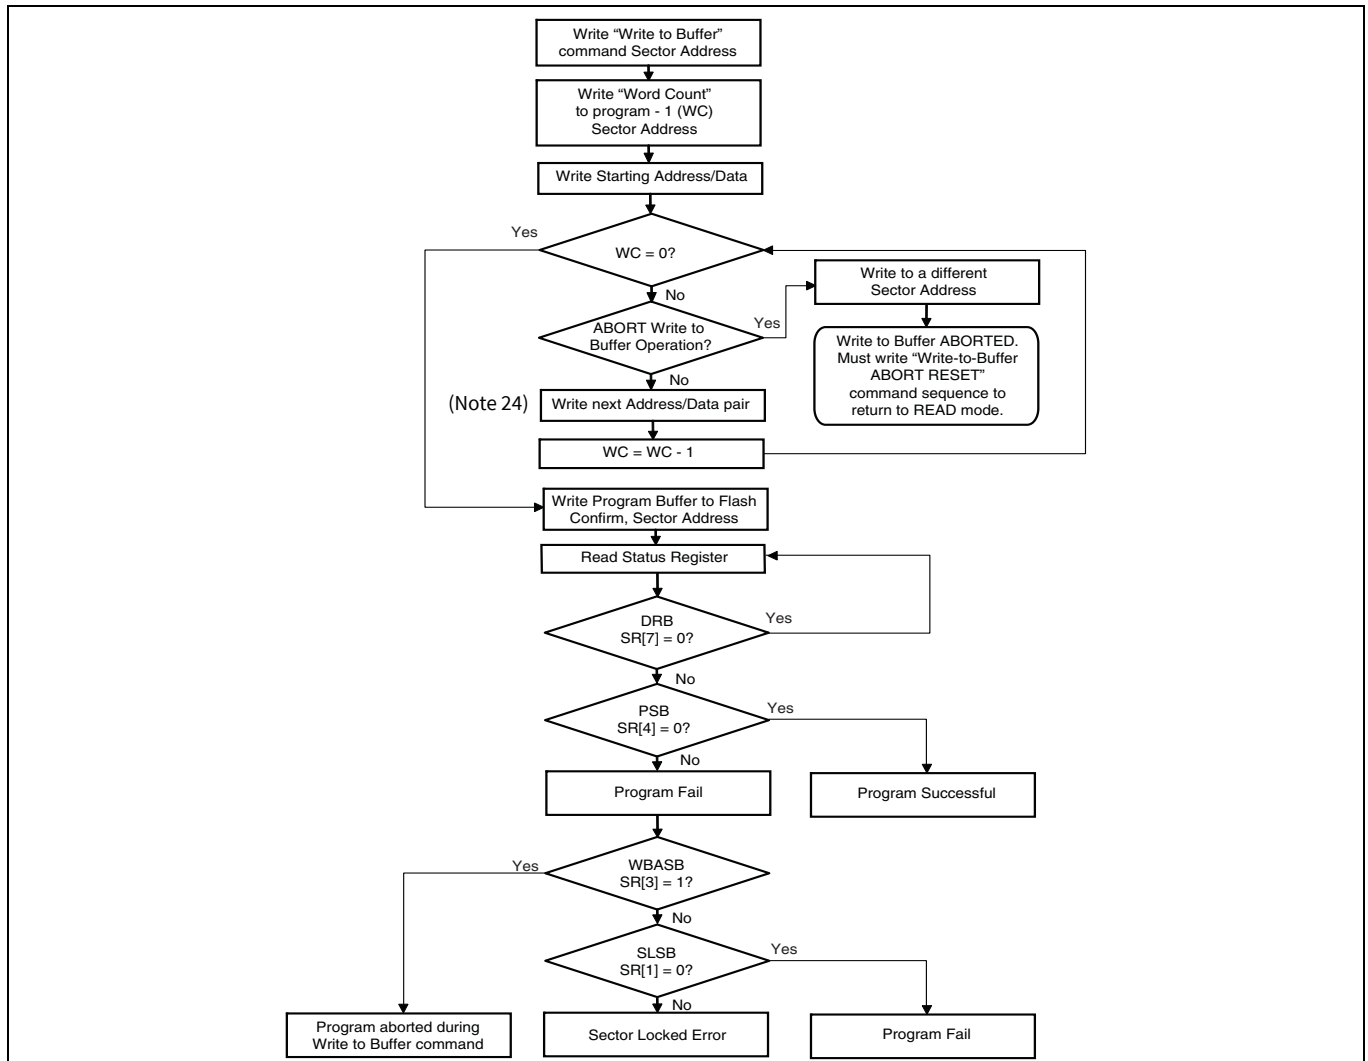 Write “Write to Buffer”
command Sector Address
Write “Word Count”
to program - 1 (WC)
Sector Address
Write Starting Address/Data
Yes
WC = 0?
No
Write to a different
Sector Address
ABORT Write to
Buffer Operation?
Yes
No
Write to Buffer ABORTED.
Must write “Write-to-Buffer
ABORT RESET”
command sequence to
return to READ mode.
(Note 24)
Write next Address/Data pair
WC = WC - 1
Write Program Buffer to Flash
Confirm, Sector Address
Read Status Register
DRB
SR[7] = 0?
Yes
No
PSB
SR[4] = 0?
Yes
No
Program Fail
Program Successful
Yes
WBASB
SR[3] = 1?
No
SLSB
SR[1] = 0?
Yes
No
Program aborted during
Write to Buffer command
Sector Locked Error
Program Fail